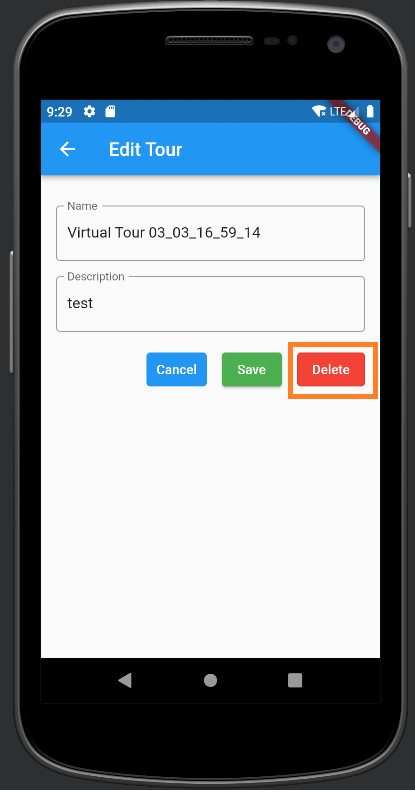 9:29 LTE DEBUG
Edit Tour
Name
Virtual Tour 03_03_16_59_14
Description
test
Cancel Save Delete